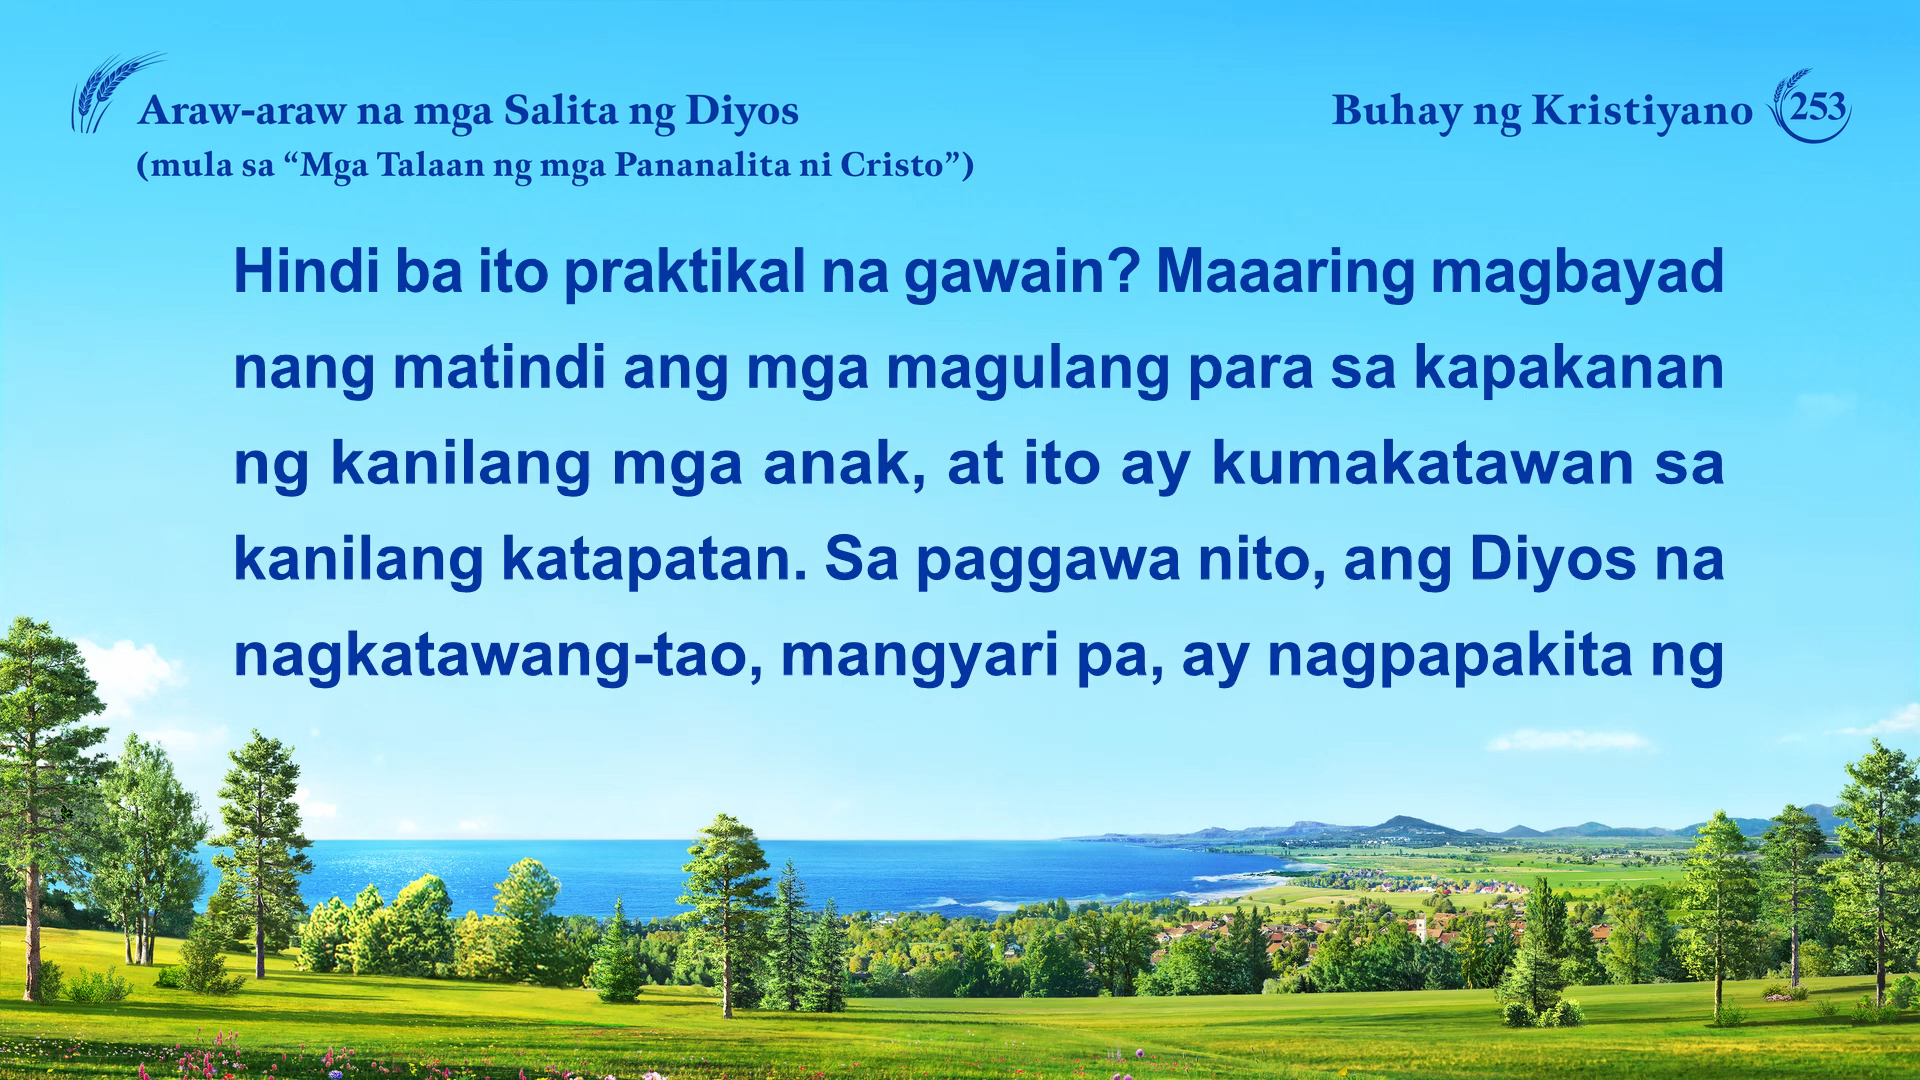 Araw-araw na mga Salita ng Diyos
(mula sa “Mga Talaan ng mga Pananalita ni Cristo”)
Buhay ng Kristiyano 253
Hindi ba ito praktikal na gawain? Maaaring magbayad
nang matindi ang mga magulang para sa kapakanan
ng kanilang mga anak, at ito ay kumakatawan sa
kanilang katapatan. Sa paggawa nito, ang Diyos na
nagkatawang-tao, mangyari pa, ay nagpapakita ng